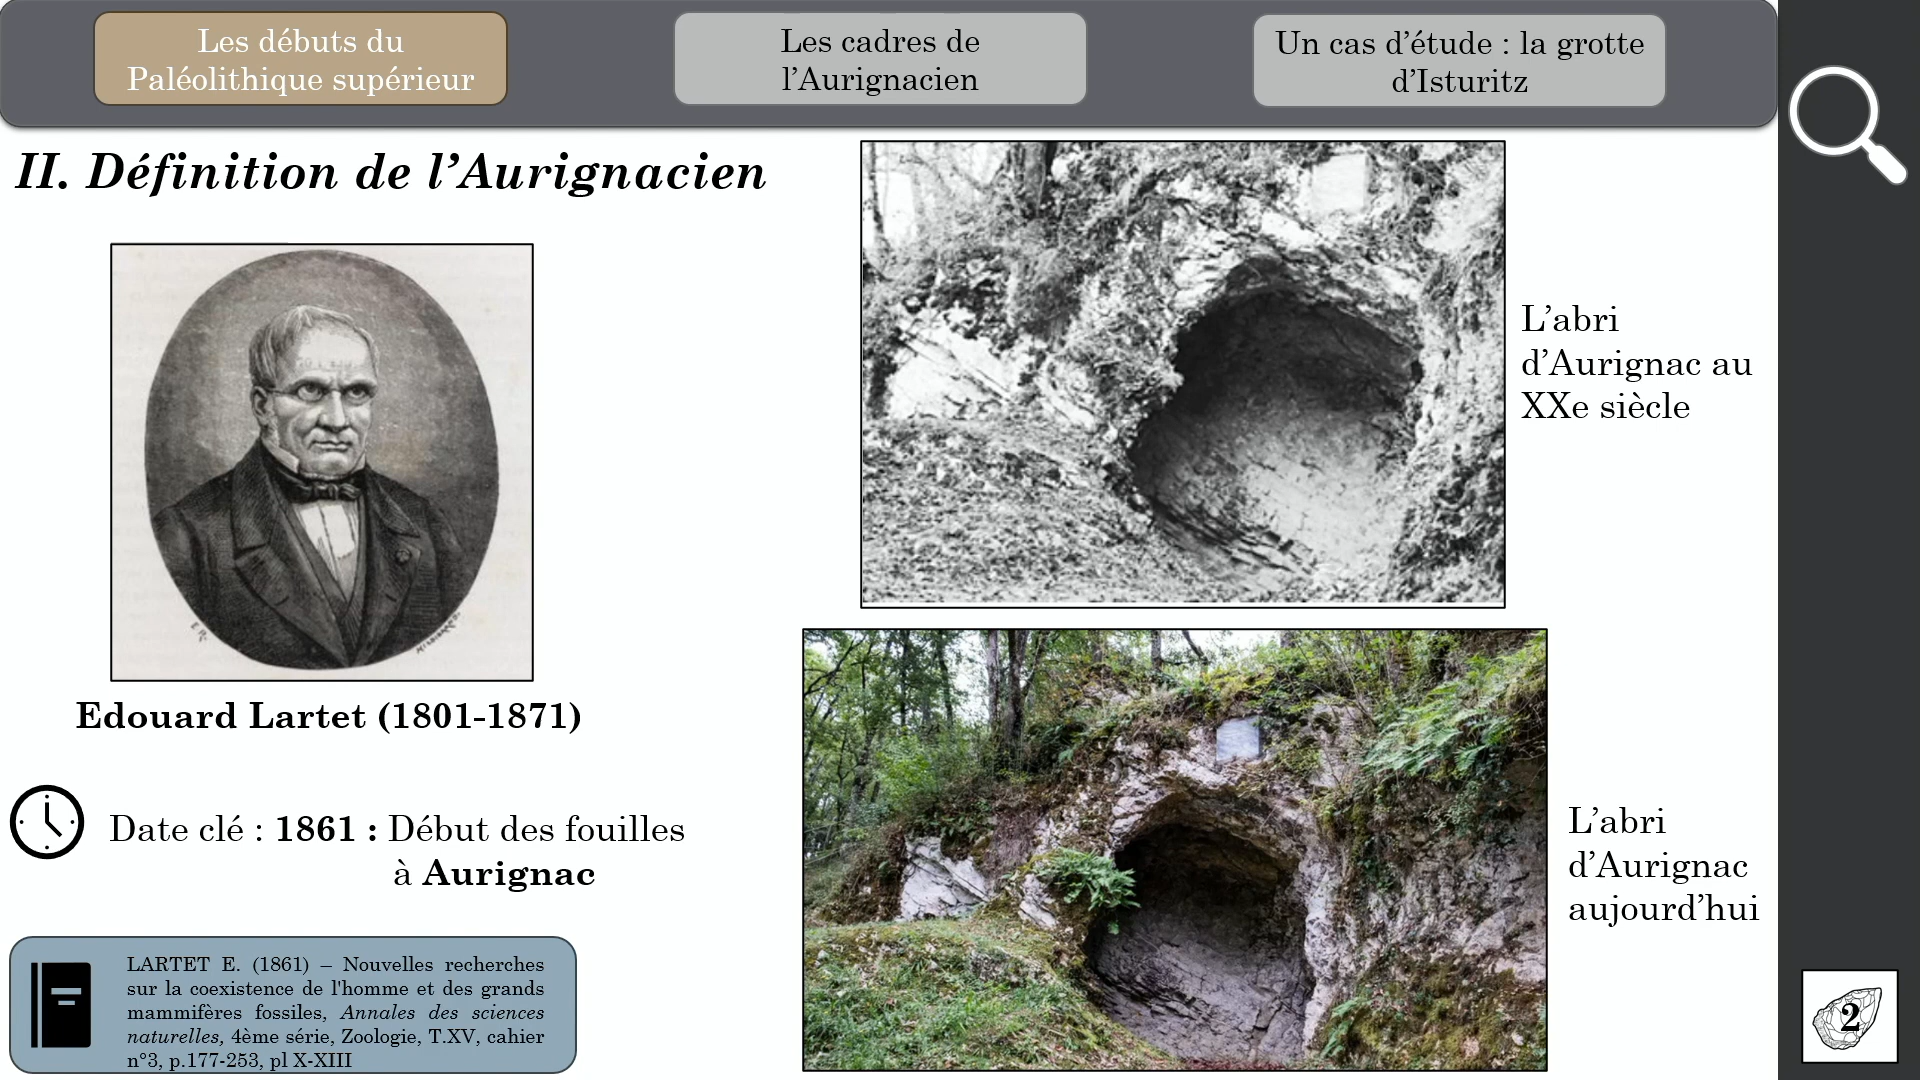 Les débuts du
Paléolithique supérieur
Les cadres de
l’Aurignacien
Un cas d’étude : la grotte
d’Isturitz
II. Définition de l’Aurignacien
L’abri
d’Aurignac au
XXe siècle
Edouard Lartet (1801-1871)
Date clé : 1861 : Début des fouilles
à Aurignac
L’abri
d’Aurignac
aujourd’hui
LARTET E. (1861) – Nouvelles recherches
sur la coexistence de l'homme et des grands
mammifères fossiles, Annales des sciences
naturelles, 4ème série, Zoologie, T.XV, cahier
n°3, p.177-253, pl X-XIII
2